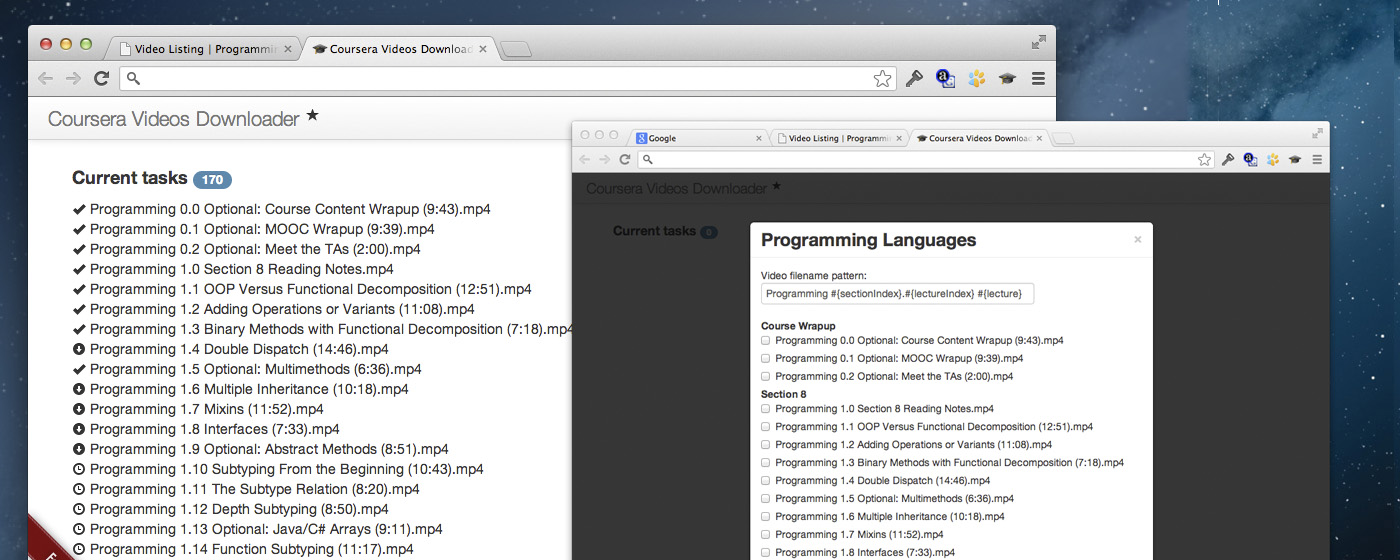 Video Listing | Programmin
Coursera Videos Download
Coursera Videos Downloader ★
Current tasks 170
Programming 0.0 Optional: Course Content Wrapup (9:43).mp4
Programming 0.1 Optional: MOOC Wrapup (9:39).mp4
Programming 0.2 Optional: Meet the TAs (2:00).mp4
Programming 1.0 Section 8 Reading Notes.mp4
Programming 1.1 OOP Versus Functional Decomposition (12:51).mp4
Programming 1.2 Adding Operations or Variants (11:08).mp4
Programming 1.3 Binary Methods with Functional Decomposition (7:18).mp4
Programming 1.4 Double Dispatch (14:46).mp4
Programming 1.5 Optional: Multimethods (6:36).mp4
Programming 1.6 Multiple Inheritance (10:18).mp4
Programming 1.7 Mixins (11:52).mp4
Programming 1.8 Interfaces (7:33).mp4
Programming 1.9 Optional: Abstract Methods (8:51).mp4
Programming 1.10 Subtyping From the Beginning (10:43).mp4
Programming 1.11 The Subtype Relation (8:20).mp4
Programming 1.12 Depth Subtyping (8:50).mp4
Programming 1.13 Optional: Java/C# Arrays (9:11).mp4
Programming 1.14 Function Subtyping (11:17).mp4
Google
Video Listing | Programmin
Coursera Videos Download
Coursera Videos Downloader ★
Current tasks 0
Programming Languages ×
Video filename pattern:
Programming #{sectionIndex}.#{lectureIndex} #{lecture}
Course Wrapup
Programming 0.0 Optional: Course Content Wrapup (9:43).mp4
Programming 0.1 Optional: MOOC Wrapup (9:39).mp4
Programming 0.2 Optional: Meet the TAs (2:00).mp4
Section 8
Programming 1.0 Section 8 Reading Notes.mp4
Programming 1.1 OOP Versus Functional Decomposition (12:51).mp4
Programming 1.2 Adding Operations or Variants (11:08).mp4
Programming 1.3 Binary Methods with Functional Decomposition (7:18).mp4
Programming 1.4 Double Dispatch (14:46).mp4
Programming 1.5 Optional: Multimethods (6:36).mp4
Programming 1.6 Multiple Inheritance (10:18).mp4
Programming 1.7 Mixins (11:52).mp4
Programming 1.8 Interfaces (7:33).mp4